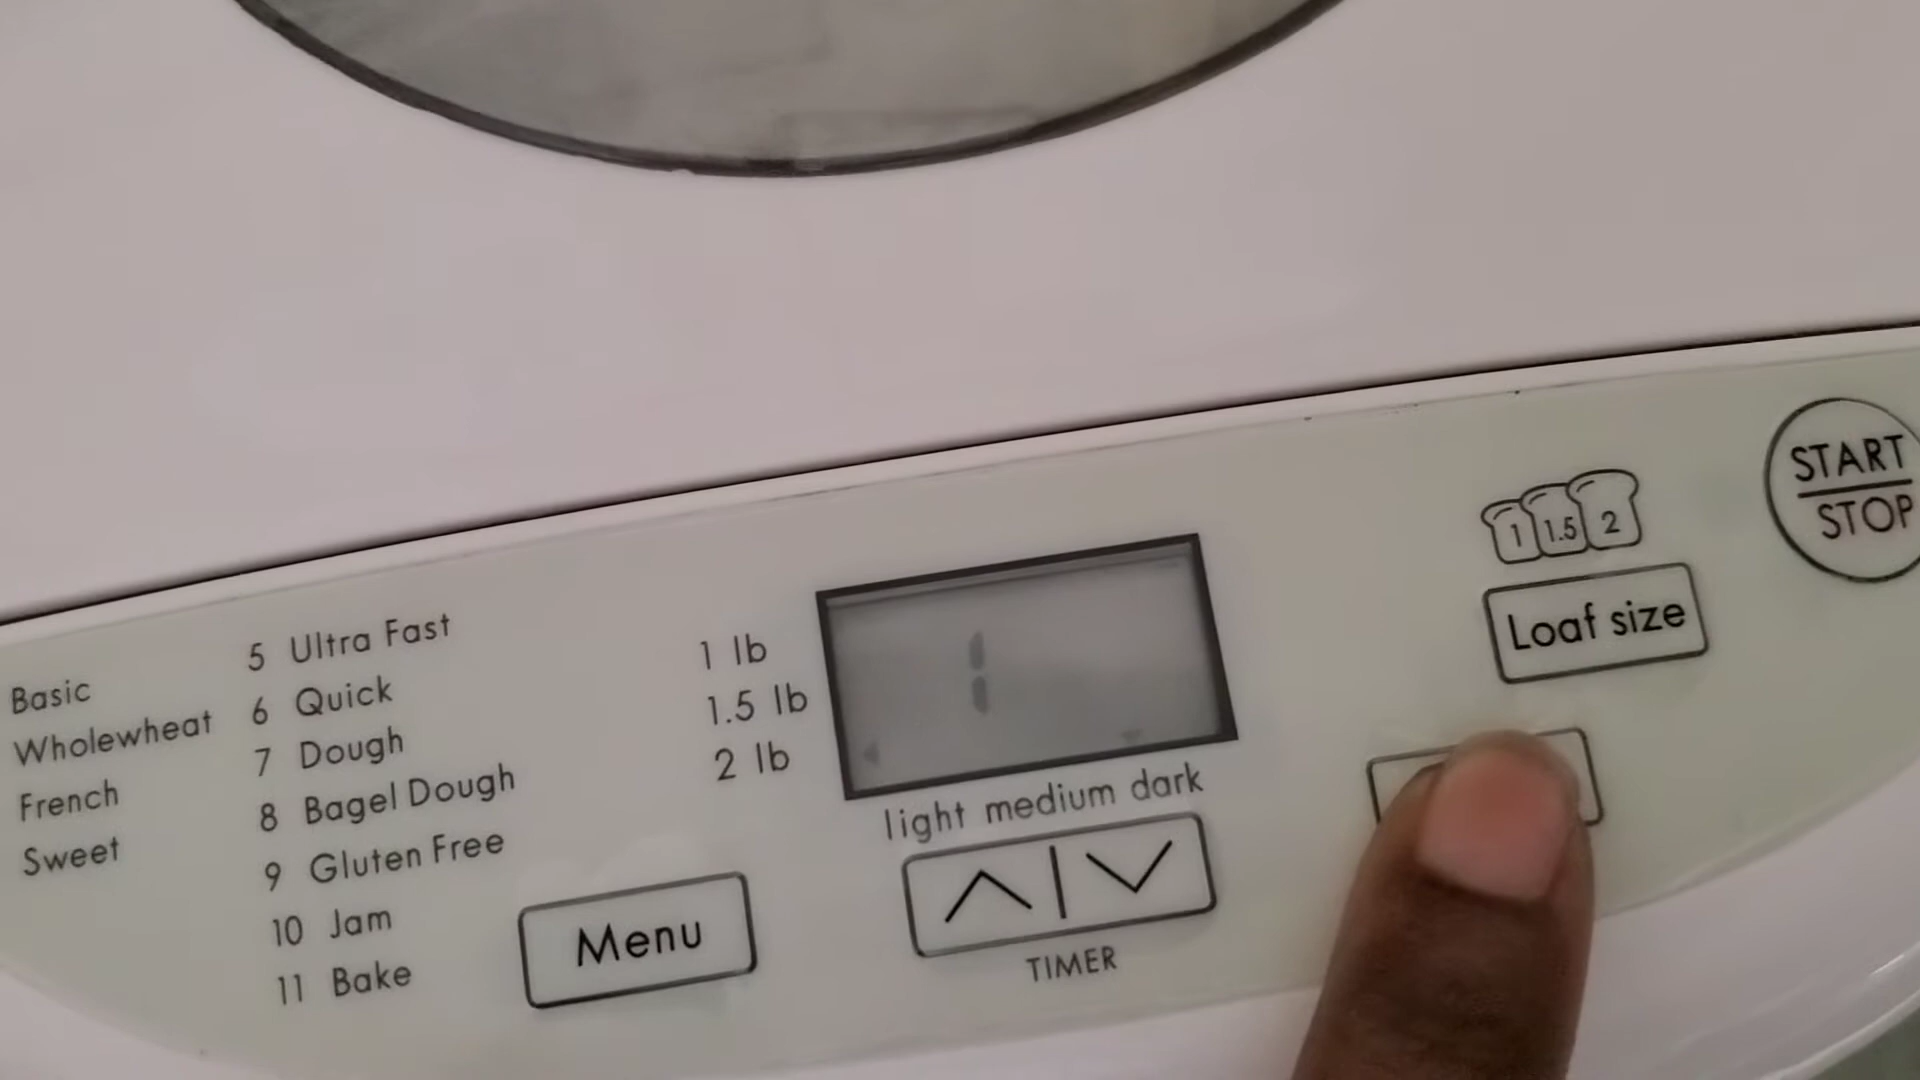 Basic
Wholewheat
French
Sweet
5 Ultra Fast
6 Quick
7 Dough
8 Bagel Dough
9 Gluten Free
10 Jam
11 Bake
Menu
1 lb
1.5 lb
2 lb
1
light medium dark
TIMER
1 1.5 2
Loaf size
START
STOP